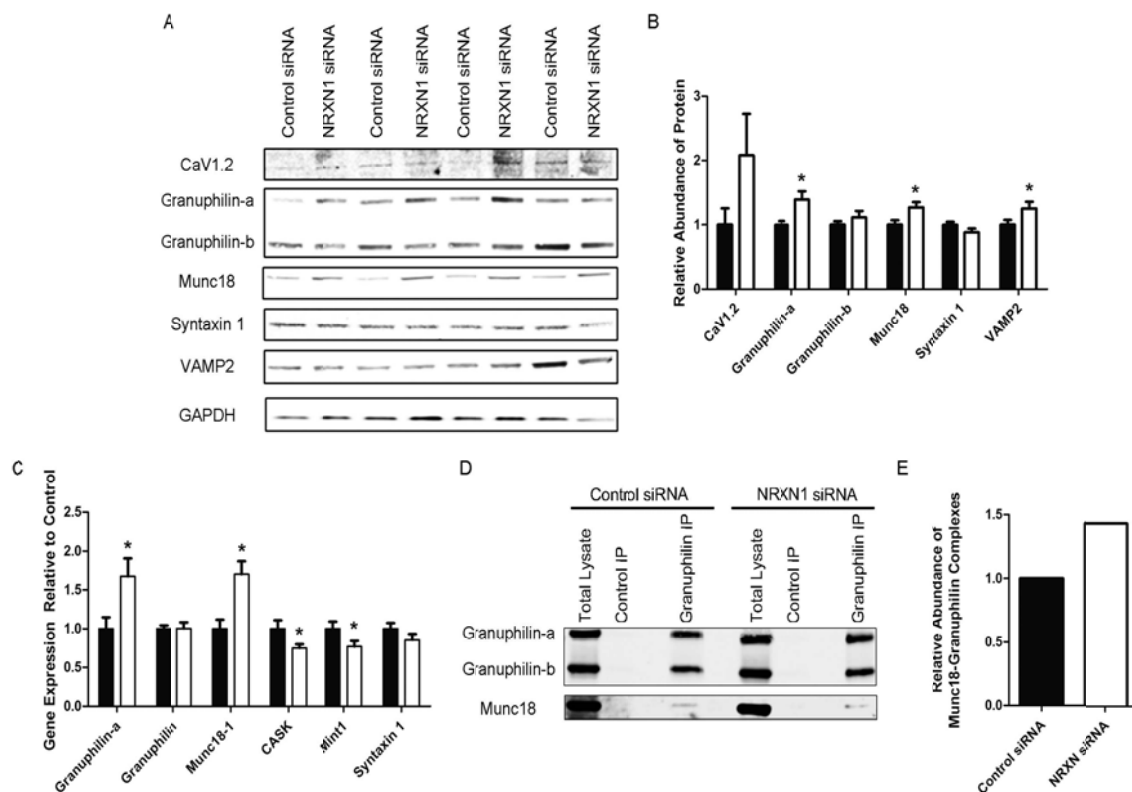 A
Control siRNA
NRXN1 siRNA
Control siRNA
NRXN1 siRNA
Control siRNA
NRXN1 siRNA
Control siRNA
NRXN1 siRNA
CaV1.2
Granuphilin-a
Granuphilin-b
Munc18
Syntaxin 1
VAMP2
GAPDH
B
Relative Abundance of Protein
3
2
1
0
*
*
*
CaV1.2
Granuphilin-a
Granuphilin-b
Munc18
Syntaxin 1
VAMP2
C
Gene Expression Relative to Control
2.5
2.0
1.5
1.0
0.5
0.0
*
*
*
*
Granuphilin-a
Munc18-1
CASK
Mint1
Syntaxin 1
D
Control siRNA
NRXN1 siRNA
Total Lysate
Control IP
Granuphilin IP
Total Lysate
Control IP
Granuphilin IP
Granuphilin-a
Granuphilin-b
Munc18
E
Relative Abundance of
Munc18-Granuphilin Complexes
1.5
1.0
0.5
0.0
Control siRNA
NRXN siRNA